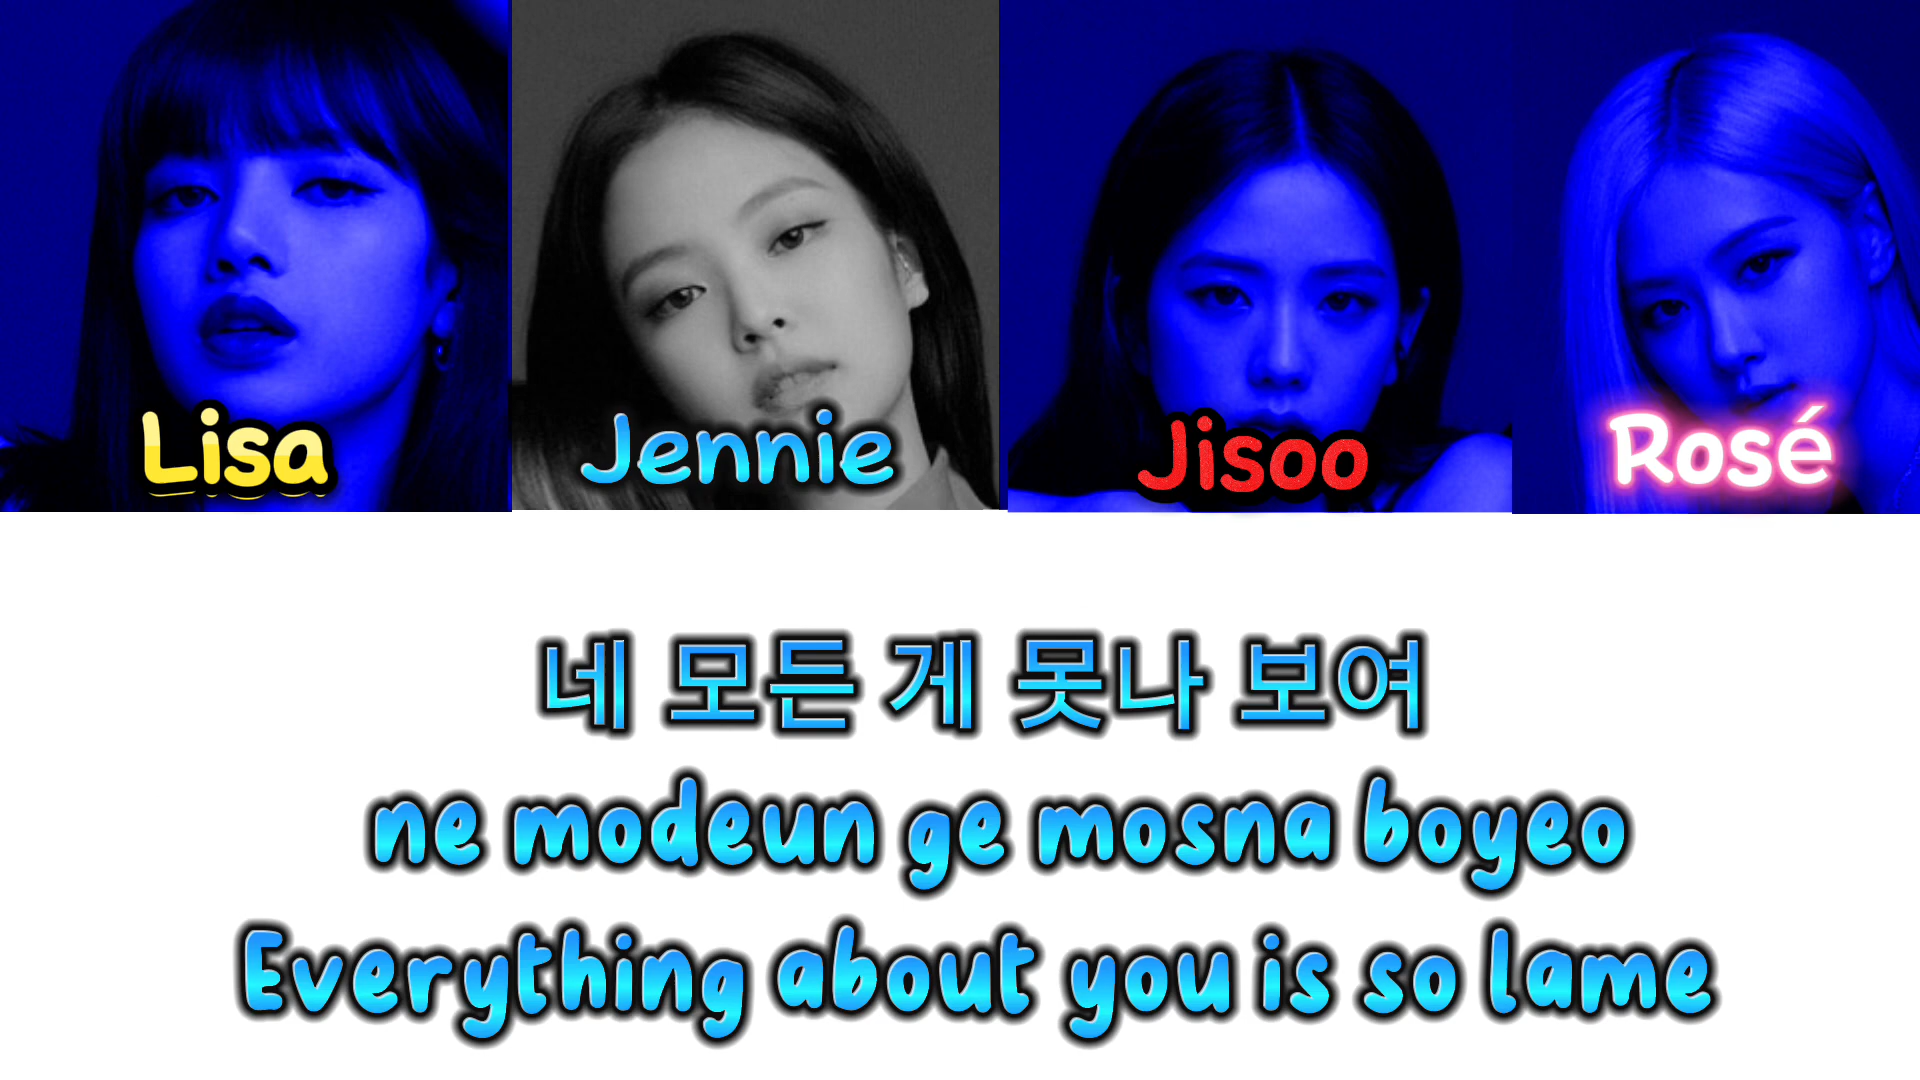 Lisa Jennie Jisoo Rosé
네 모든 게 못나 보여
ne modeun ge mosna boyeo
Everything about you is so lame